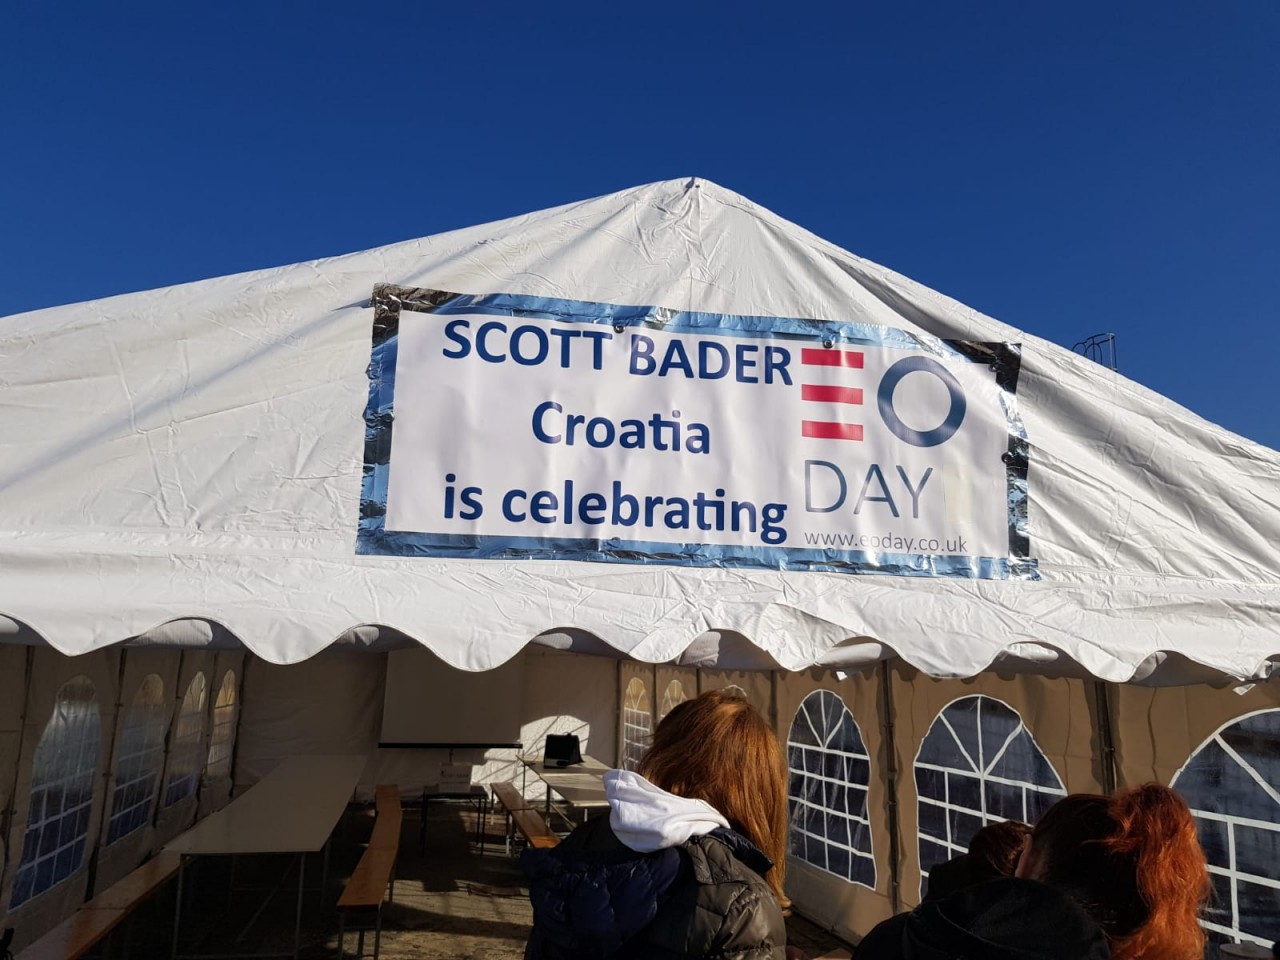 SCOTT BADER
Croatia
is celebrating
EO
DAY
www.eoday.co.uk